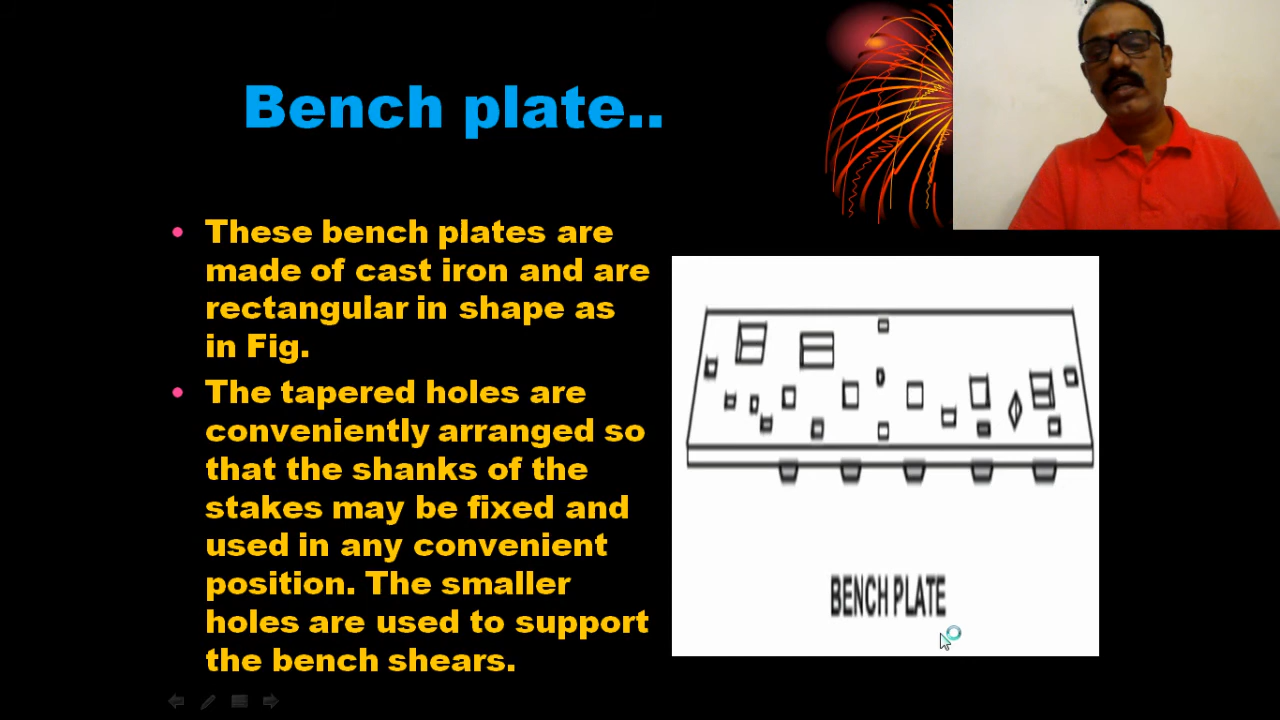 Bench plate..
• These bench plates are
made of cast iron and are
rectangular in shape as
in Fig.
• The tapered holes are
conveniently arranged so
that the shanks of the
stakes may be fixed and
used in any convenient
position. The smaller
holes are used to support
the bench shears.
BENCH PLATE